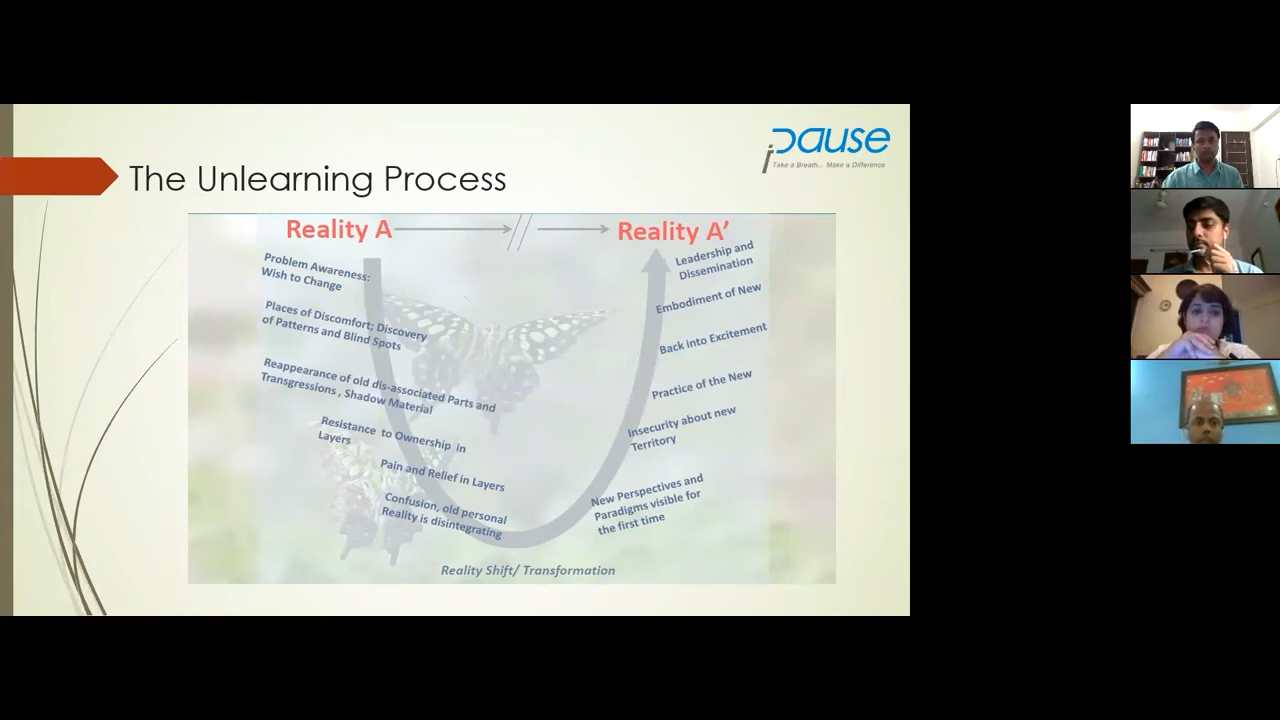 ipause
Take a Breath... Make a Difference
The Unlearning Process
Reality A
Reality A’
Problem Awareness:
Wish to Change
Places of Discomfort; Discovery
of Patterns and Blind Spots
Reappearance of old dis-associated Parts and
Transgressions , Shadow Material
Resistance to Ownership in
Layers
Pain and Relief in Layers
Confusion, old personal
Reality is disintegrating
Leadership and
Dissemination
Embodiment of New
Back into Excitement
Practice of the New
Insecurity about new
Territory
New Perspectives and
Paradigms visible for
the first time
Reality Shift/ Transformation